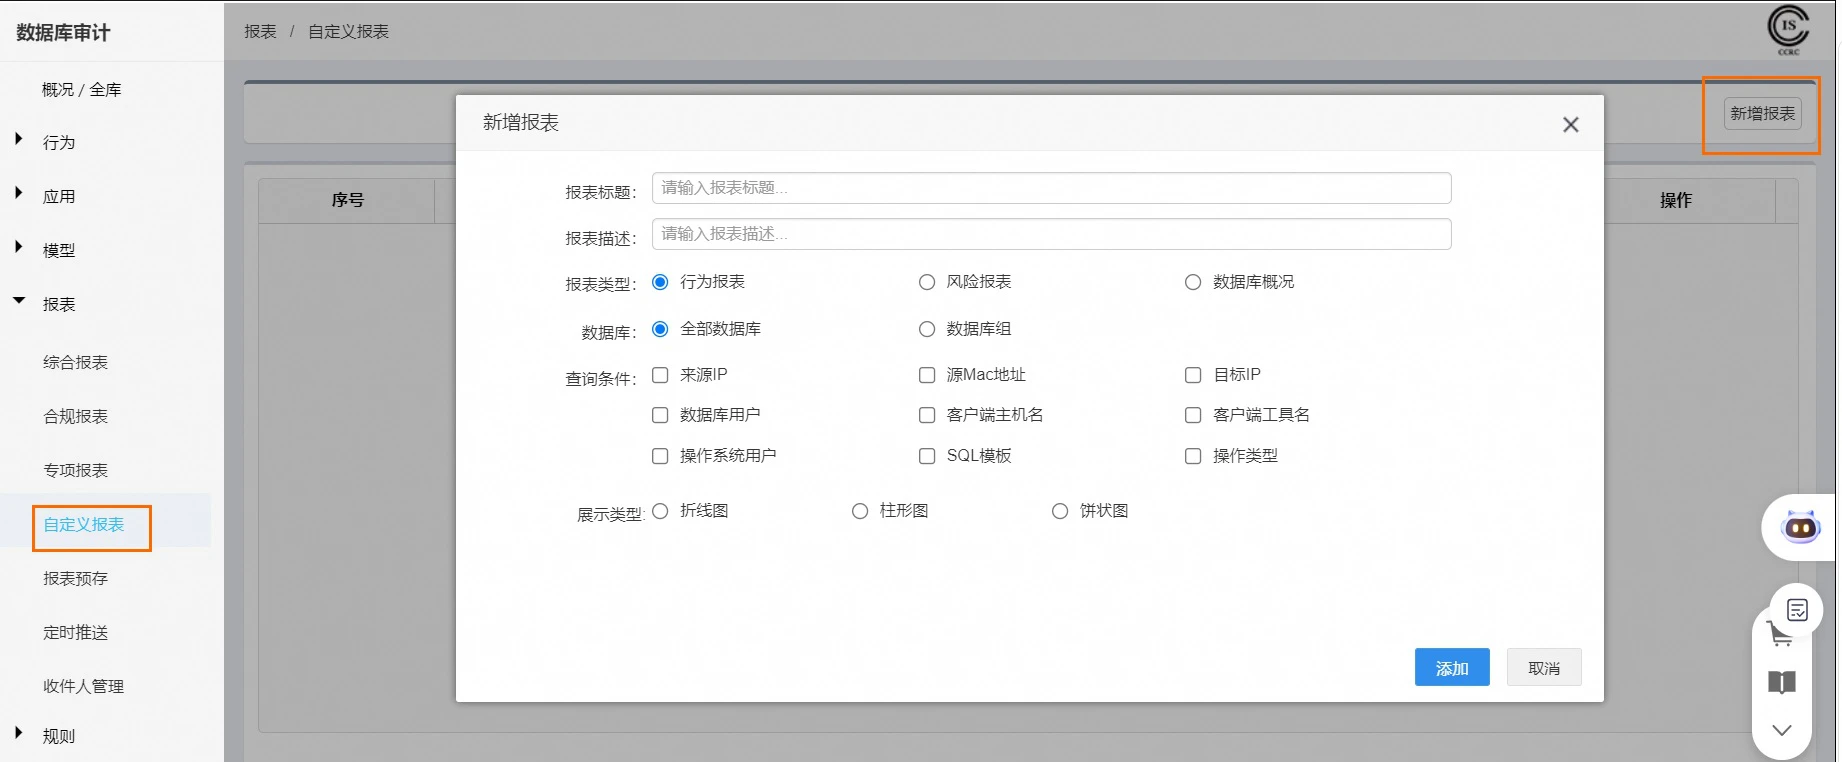 数据库审计
报表 / 自定义报表
IS
CCRC
概况 / 全库
行为
应用
模型
报表
综合报表
合规报表
专项报表
自定义报表
报表预存
定时推送
收件人管理
规则
新增报表
序号
操作
新增报表
报表标题: 请输入报表标题...
报表描述: 请输入报表描述...
报表类型: 行为报表 风险报表 数据库概况
数据库: 全部数据库 数据库组
查询条件: 来源IP 源Mac地址 目标IP
数据库用户 客户端主机名 客户端工具名
操作系统用户 SQL模板 操作类型
展示类型: 折线图 柱形图 饼状图
添加 取消